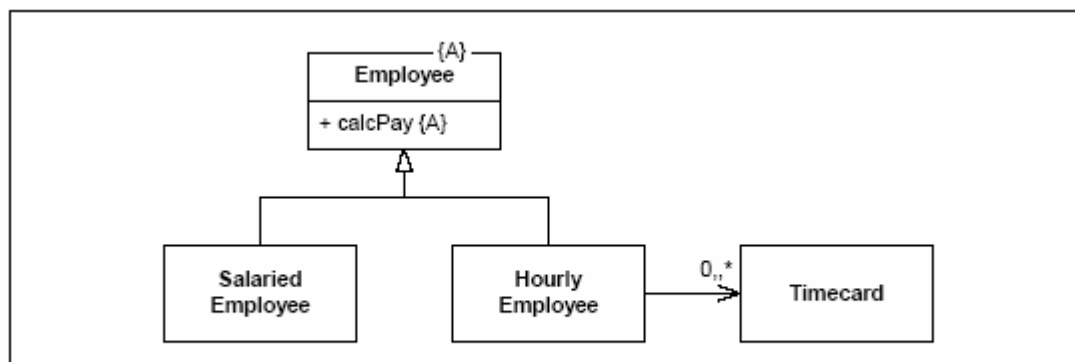 {A}
Employee
+ calcPay {A}
Salaried
Employee
Hourly
Employee
0,,*
Timecard